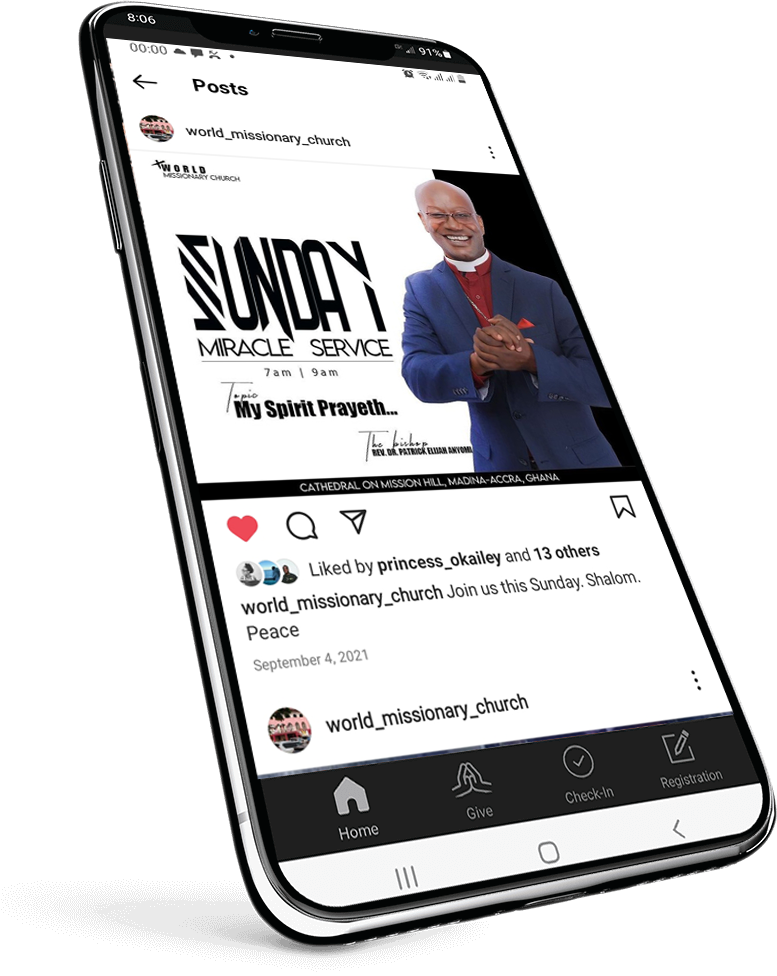 8:06
91%
00:00
Posts
world_missionary_church
WORLD
MISSIONARY CHURCH
SUNDAY
MIRACLE SERVICE
7am | 9am
Topic
My Spirit Prayeth...
The bishop
REV. DR. PATRICK ELIJAH ANYOMI
CATHEDRAL ON MISSION HILL, MADINA-ACCRA, GHANA
Liked by princess_okailey and 13 others
world_missionary_church Join us this Sunday. Shalom.
Peace
September 4, 2021
world_missionary_church
Home
Give
Check-In
Registration